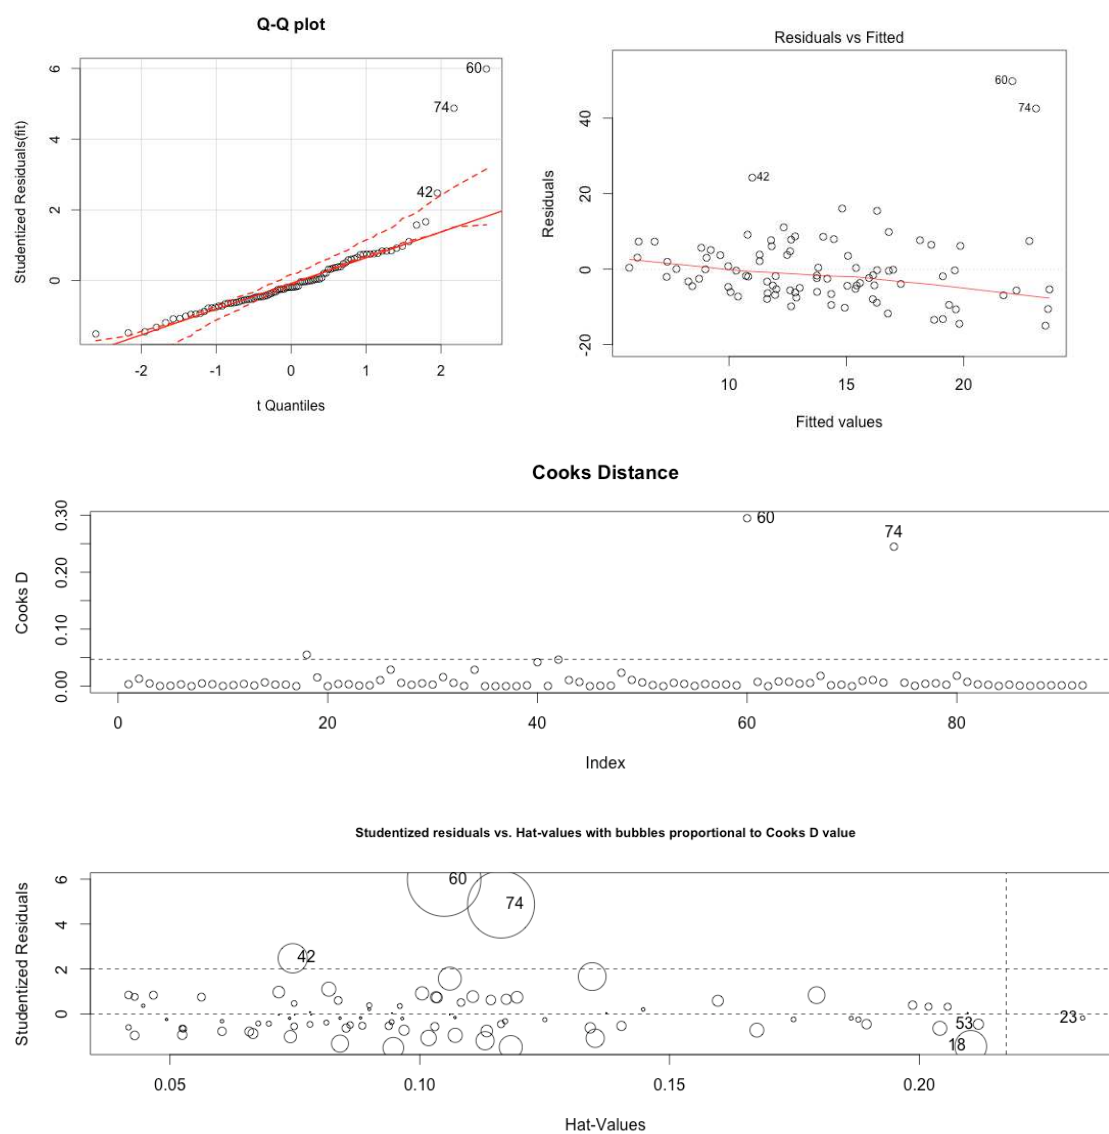 Q-Q plot
Studentized Residuals(fit)
6
4
2
0
60
74
42
-2 -1 0 1 2
t Quantiles
Residuals vs Fitted
Residuals
40
20
0
-20
60
74
42
10 15 20
Fitted values
Cooks Distance
Cooks D
0.30
0.20
0.10
0.00
60
74
0 20 40 60 80
Index
Studentized residuals vs. Hat-values with bubbles proportional to Cooks D value
Studentized Residuals
6
4
2
0
60
74
42
53
23
18
0.05 0.10 0.15 0.20
Hat-Values